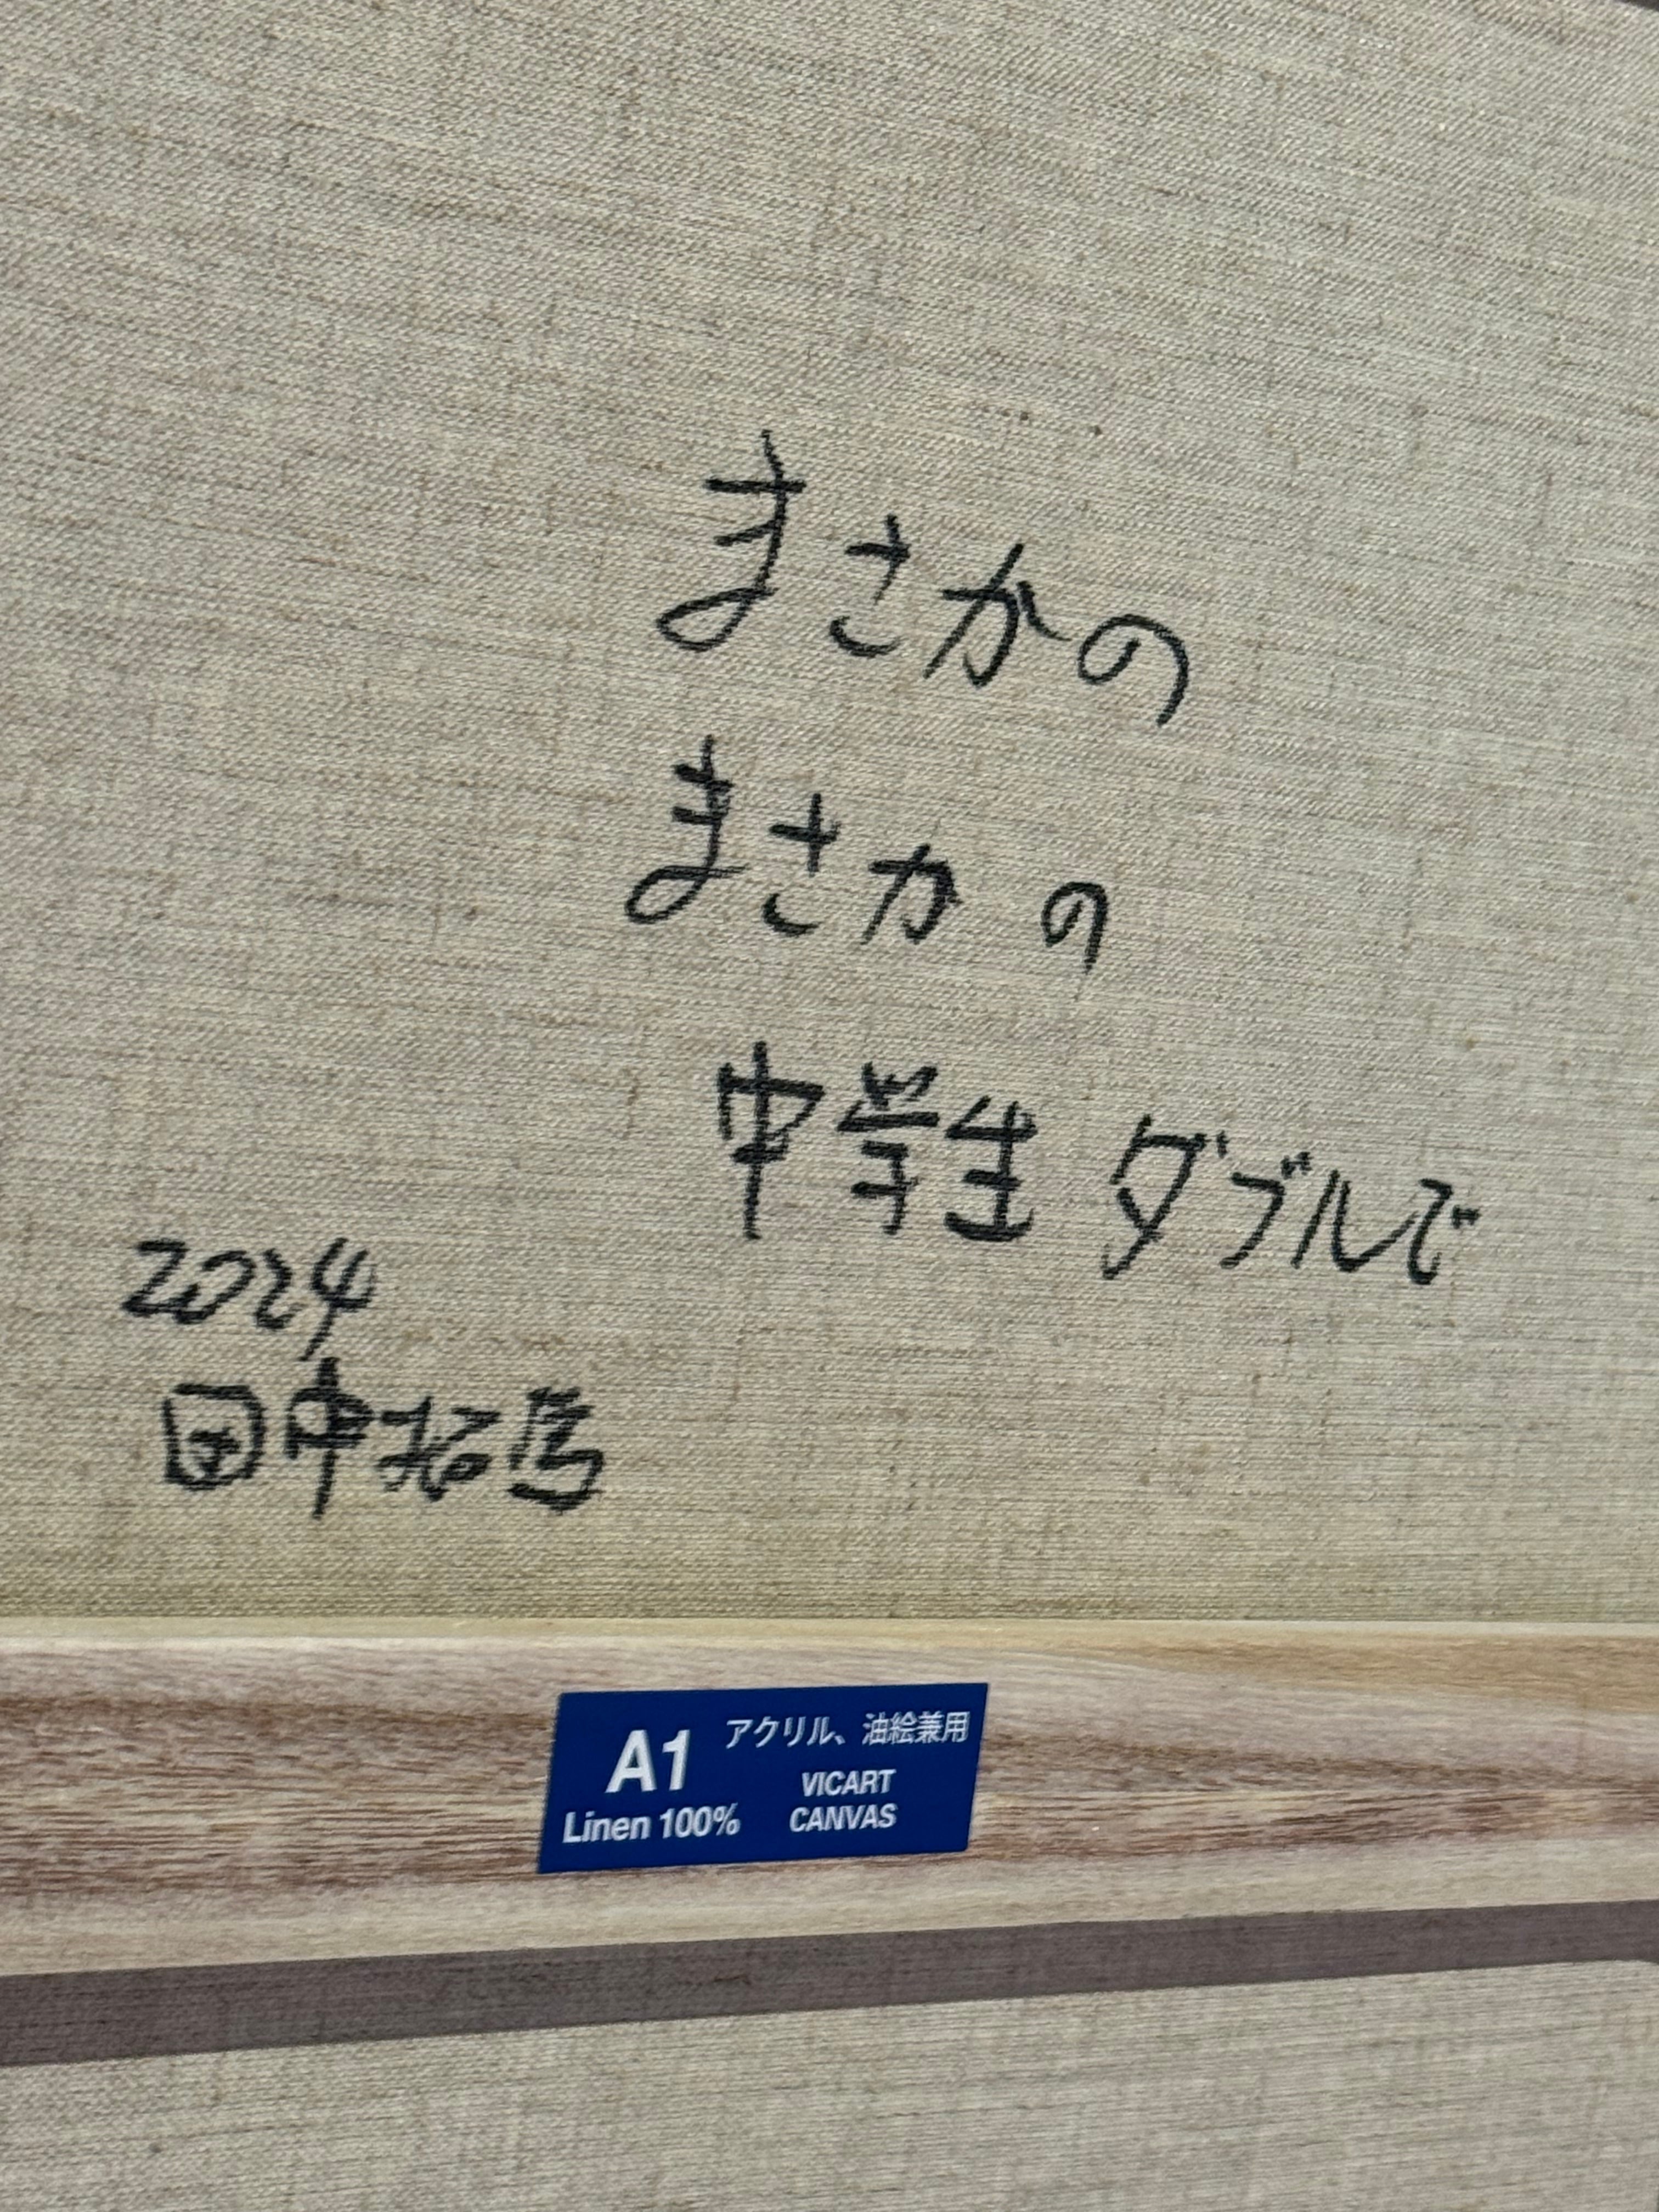 まさかの
まさかの
中学生 ダブルで
2024
田中拓馬
A1 アクリル、油絵兼用
Linen 100% VICART
CANVAS